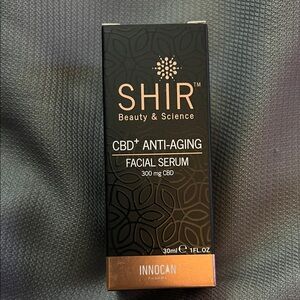 SHIR™
Beauty & Science
CBD+ ANTI-AGING
FACIAL SERUM
300 mg CBD
30ml ℮ 1FL.OZ
INNOCAN